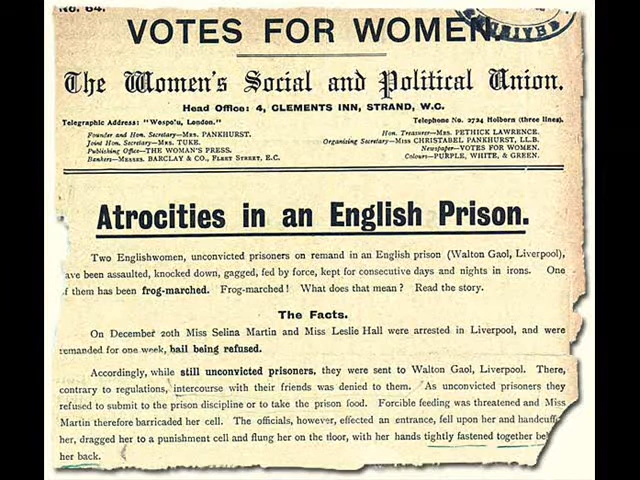 No. 64.
VOTES FOR WOMEN.
The Women's Social and Political Union.
Head Office: 4, CLEMENTS INN, STRAND, W.C.
Telegraphic Address: "Wospolu, London." Telephone No. 2724 Holborn (three lines).
Founder and Hon. Secretary—MRS. PANKHURST. Hon. Treasurer—MRS. PETHICK LAWRENCE.
Joint Hon. Secretary—MRS. TUKE. Organising Secretary—MISS CHRISTABEL PANKHURST, LL.B.
Publishing Office—THE WOMAN'S PRESS. Newspaper—VOTES FOR WOMEN.
Bankers—MESSRS. BARCLAY & CO., FLEET STREET, E.C. Colours—PURPLE, WHITE, & GREEN.
Atrocities in an English Prison.
Two Englishwomen, unconvicted prisoners on remand in an English prison (Walton Gaol, Liverpool),
ave been assaulted, knocked down, gagged, fed by force, kept for consecutive days and nights in irons. One
f them has been frog-marched. Frog-marched! What does that mean? Read the story.
The Facts.
On December 20th Miss Selina Martin and Miss Leslie Hall were arrested in Liverpool, and were
remanded for one week, bail being refused.
Accordingly, while still unconvicted prisoners, they were sent to Walton Gaol, Liverpool. There,
contrary to regulations, intercourse with their friends was denied to them. As unconvicted prisoners they
refused to submit to the prison discipline or to take the prison food. Forcible feeding was threatened and Miss
Martin therefore barricaded her cell. The officials, however, effected an entrance, fell upon her and handcuff
her, dragged her to a punishment cell and flung her on the floor, with her hands tightly fastened together be
her back.